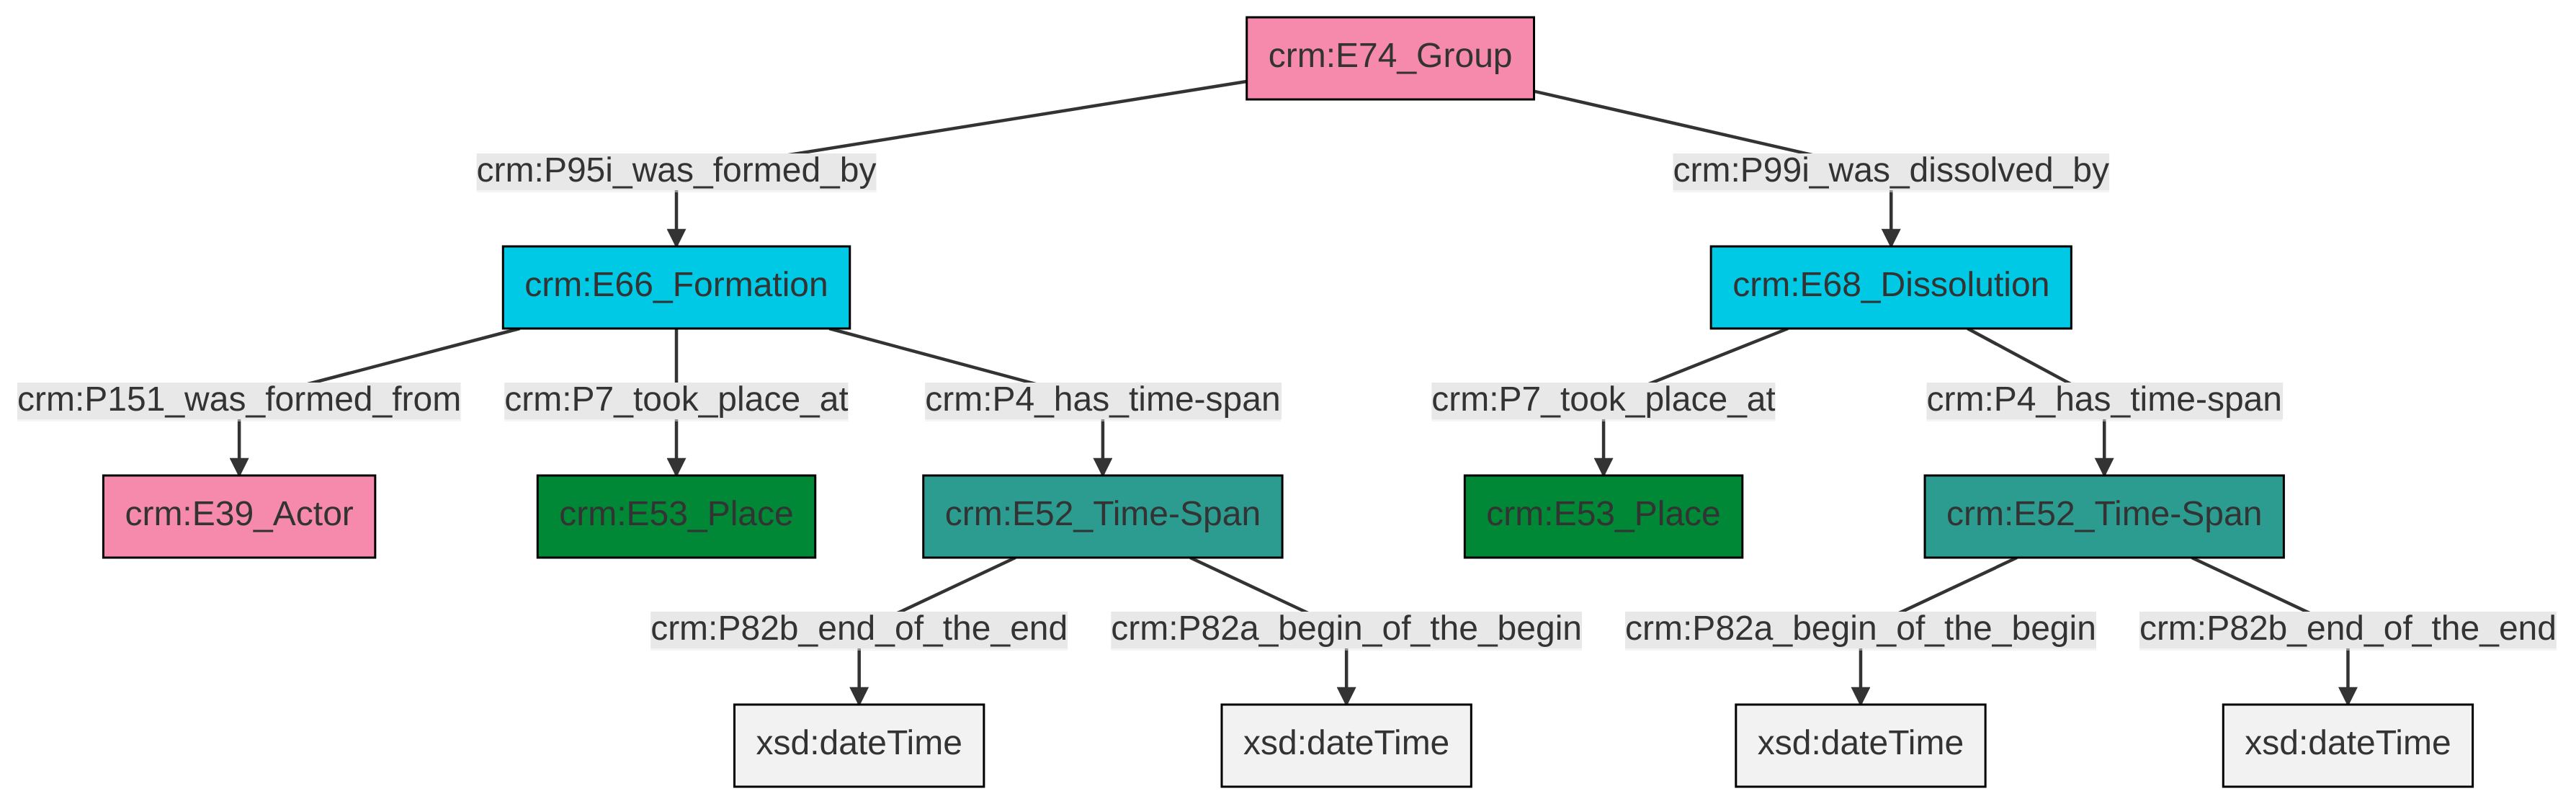 crm:E74_Group
crm:P95i_was_formed_by
crm:P99i_was_dissolved_by
crm:E66_Formation
crm:E68_Dissolution
crm:P151_was_formed_from
crm:P7_took_place_at
crm:P4_has_time-span
crm:P7_took_place_at
crm:P4_has_time-span
crm:E39_Actor
crm:E53_Place
crm:E52_Time-Span
crm:E53_Place
crm:E52_Time-Span
crm:P82b_end_of_the_end
crm:P82a_begin_of_the_begin
crm:P82a_begin_of_the_begin
crm:P82b_end_of_the_end
xsd:dateTime
xsd:dateTime
xsd:dateTime
xsd:dateTime